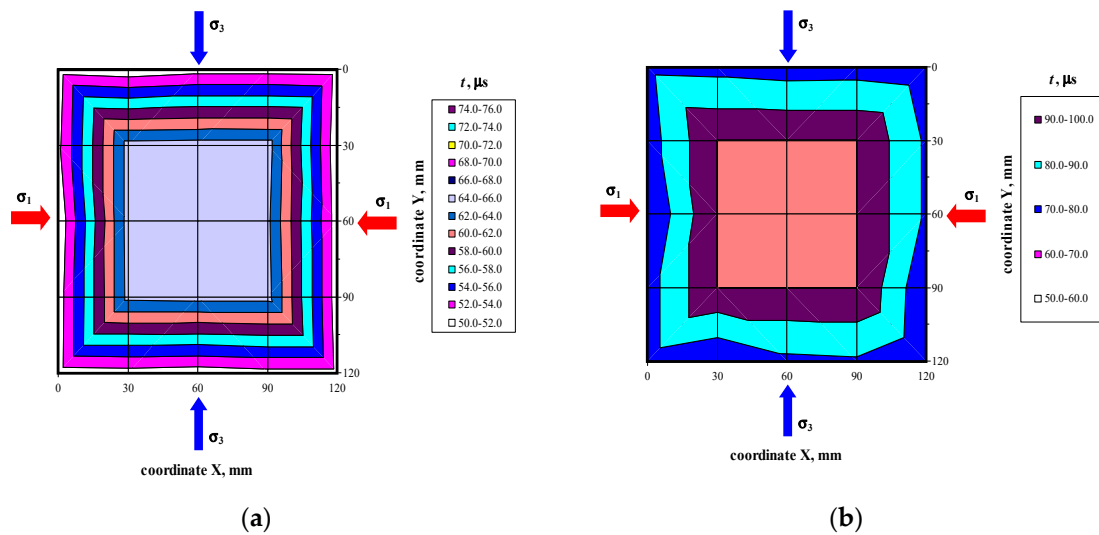 σ3
t, µs
74.0-76.0
72.0-74.0
70.0-72.0
68.0-70.0
66.0-68.0
64.0-66.0
62.0-64.0
60.0-62.0
58.0-60.0
56.0-58.0
54.0-56.0
52.0-54.0
50.0-52.0
0
30
60
90
120
coordinate Y, mm
σ1
σ1
0 30 60 90 120
σ3
coordinate X, mm
(a)
σ3
t, µs
90.0-100.0
80.0-90.0
70.0-80.0
60.0-70.0
50.0-60.0
0
30
60
90
120
coordinate Y, mm
σ1
σ1
0 30 60 90 120
σ3
coordinate X, mm
(b)